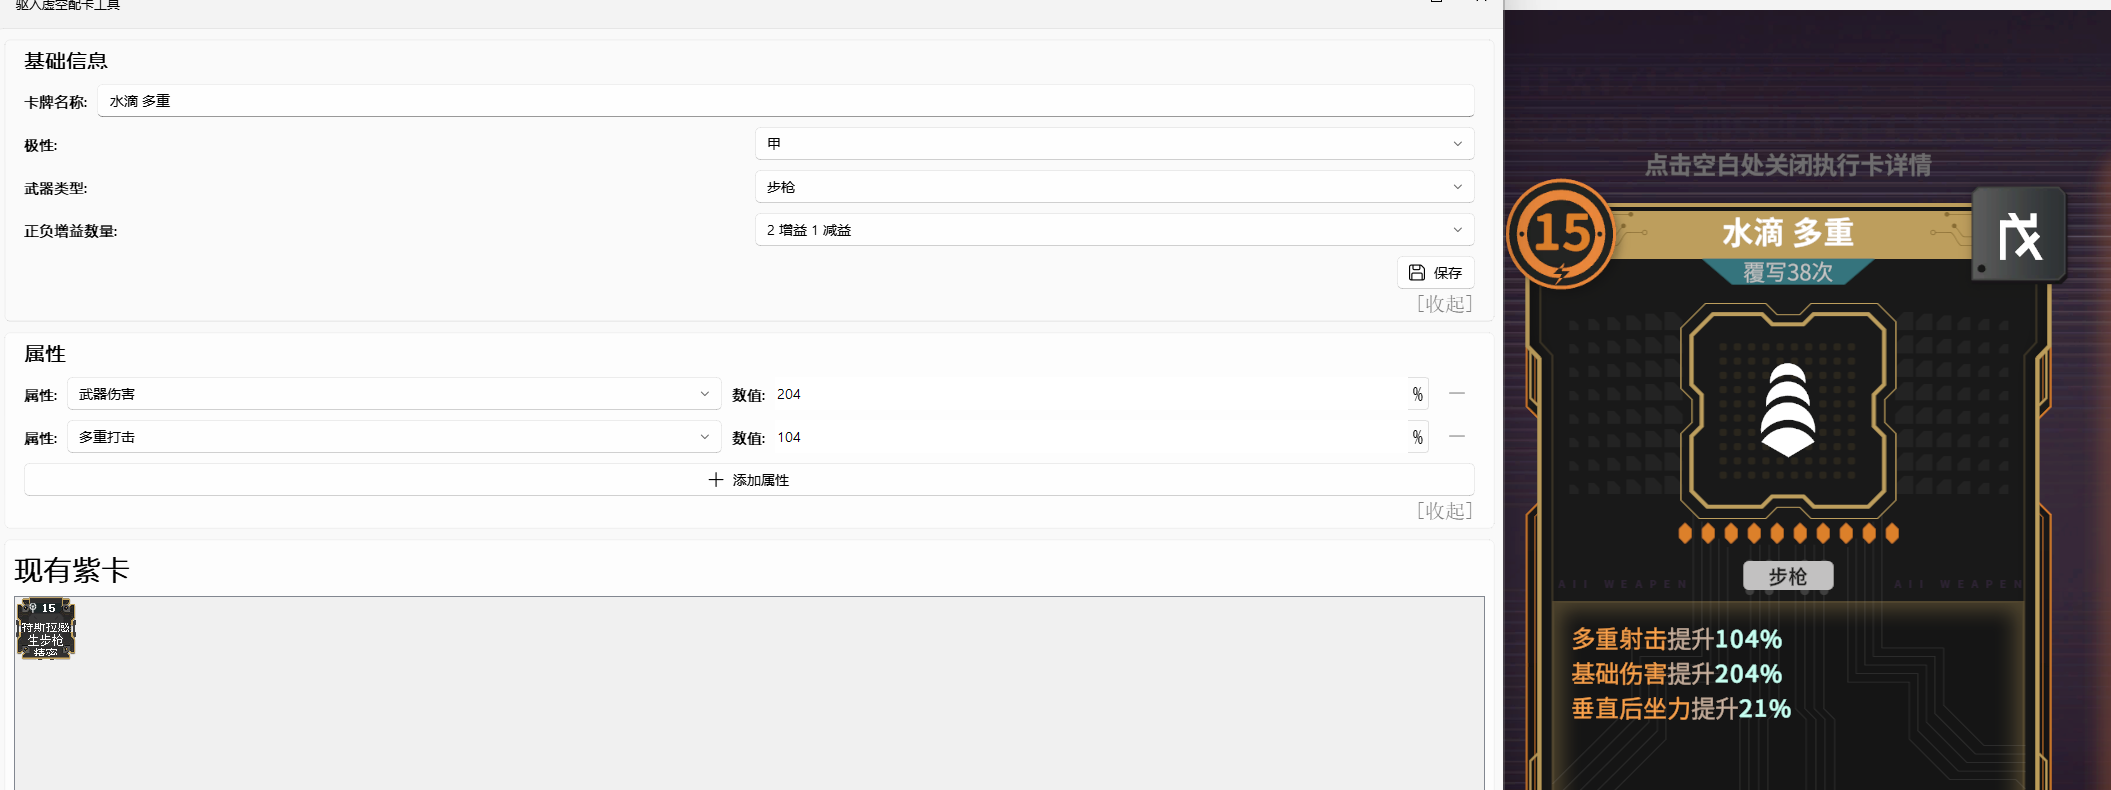 驱入虚空配卡工具
基础信息
卡牌名称: 水滴 多重
极性: 甲
武器类型: 步枪
正负增益数量: 2 增益 1 减益
保存
[收起]
属性
属性: 武器伤害 数值: 204 %
属性: 多重打击 数值: 104 %
添加属性
[收起]
现有紫卡
15
特斯拉感
生步枪
精密
点击空白处关闭执行卡详情
15 水滴 多重
覆写38次
步枪
AII WEAPEN AII WEAPEN
多重射击提升104%
基础伤害提升204%
垂直后坐力提升21%